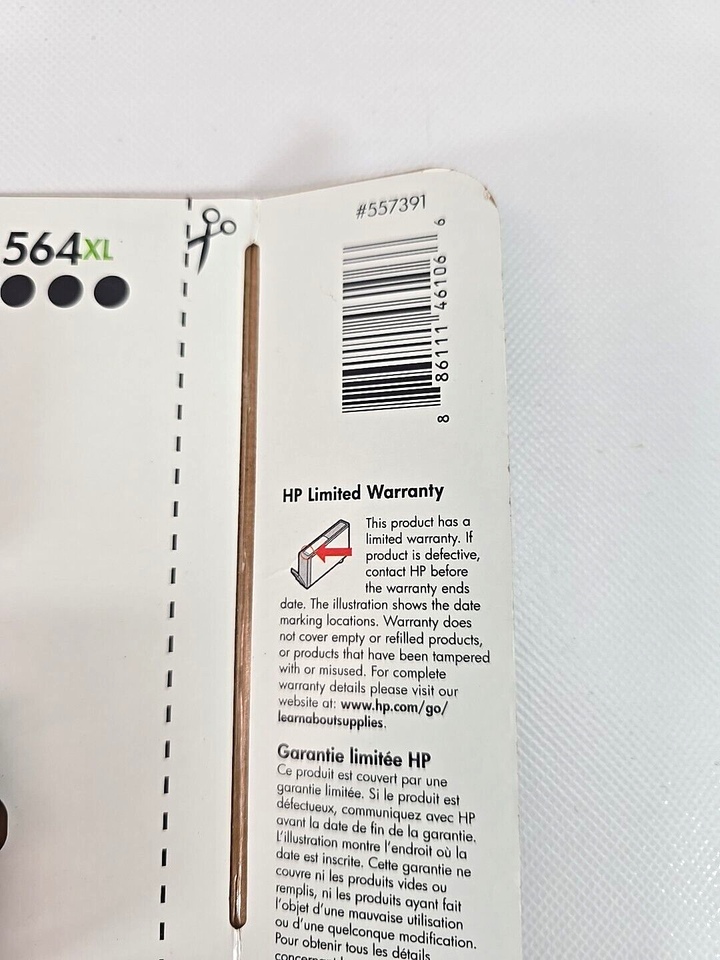 564XL
#557391
8 86111 46106 6
HP Limited Warranty
This product has a
limited warranty. If
product is defective,
contact HP before
the warranty ends
date. The illustration shows the date
marking locations. Warranty does
not cover empty or refilled products,
or products that have been tampered
with or misused. For complete
warranty details please visit our
website at: www.hp.com/go/
learnaboutsupplies.
Garantie limitée HP
Ce produit est couvert par une
garantie limitée. Si le produit est
défectueux, communiquez avec HP
avant la date de fin de la garantie.
L'illustration montre l'endroit où la
date est inscrite. Cette garantie ne
couvre ni les produits vides ou
remplis, ni les produits ayant fait
l'objet d'une mauvaise utilisation
ou d'une quelconque modification.
Pour obtenir tous les détails